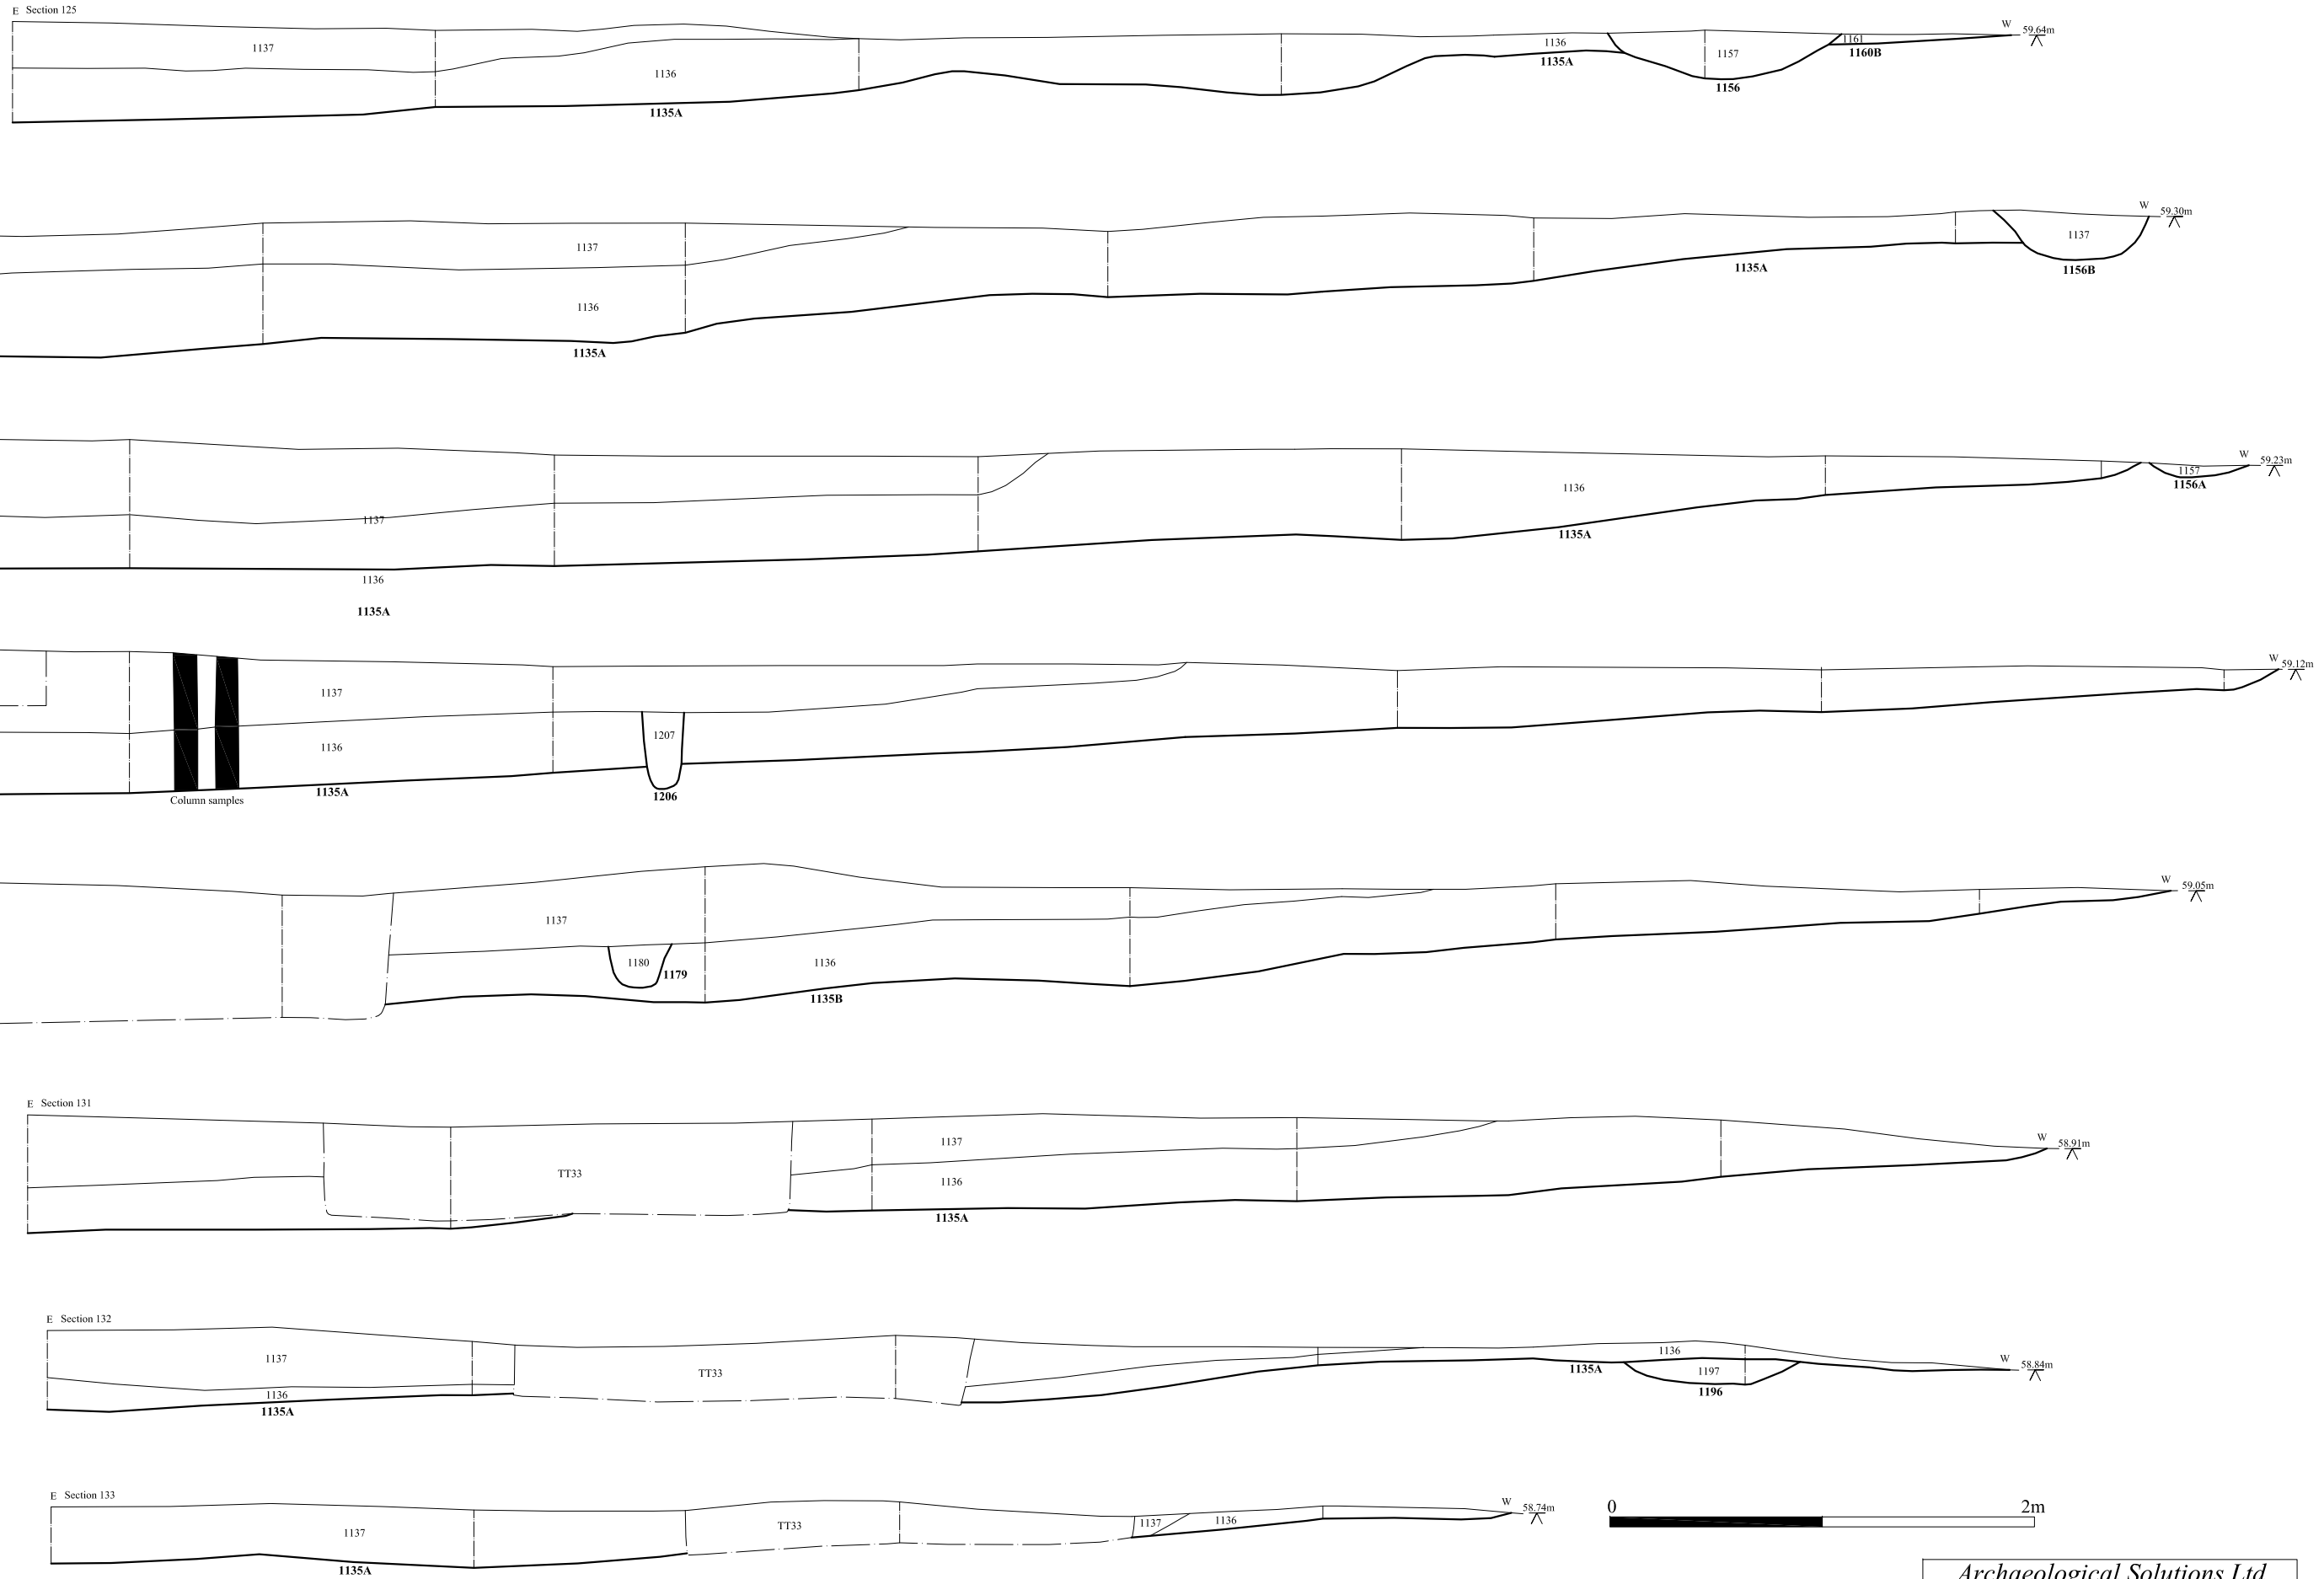 E Section 125
W 59.64m
1137
1136
1136
1157
1161
1135A
1135A
1156
1160B
W 59.30m
1137
1137
1136
1135A
1135A
1156B
W 59.23m
1137
1136
1157
1156A
1135A
1136
1135A
W 59.12m
1137
1207
1136
1135A
1206
Column samples
W 59.05m
1137
1180
1179
1136
1135B
E Section 131
W 58.91m
1137
TT33
1136
1135A
E Section 132
W 58.84m
1137
TT33
1136
1136
1197
1135A
1135A
1196
E Section 133
W 58.74m
1137
TT33
1137
1136
1135A
0 2m
Archaeological Solutions Ltd